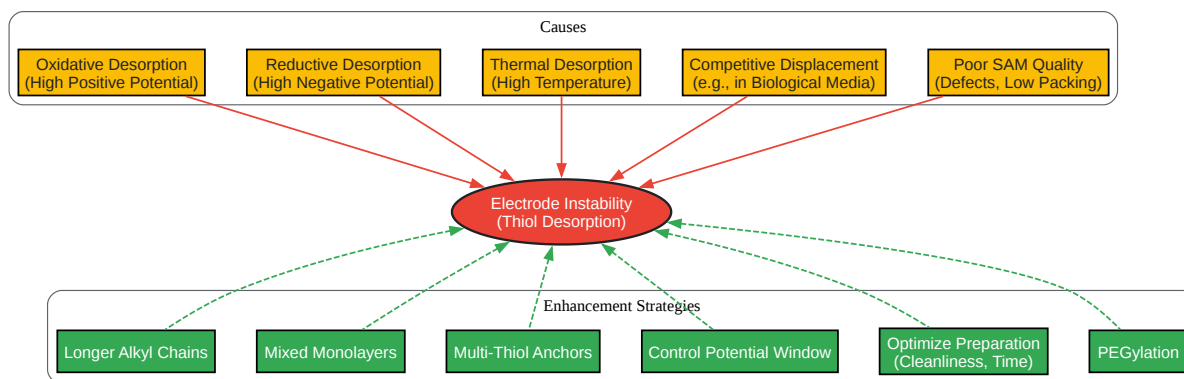 Causes
Oxidative Desorption
(High Positive Potential)
Reductive Desorption
(High Negative Potential)
Thermal Desorption
(High Temperature)
Competitive Displacement
(e.g., in Biological Media)
Poor SAM Quality
(Defects, Low Packing)
Electrode Instability
(Thiol Desorption)
Enhancement Strategies
Longer Alkyl Chains
Mixed Monolayers
Multi-Thiol Anchors
Control Potential Window
Optimize Preparation
(Cleanliness, Time)
PEGylation